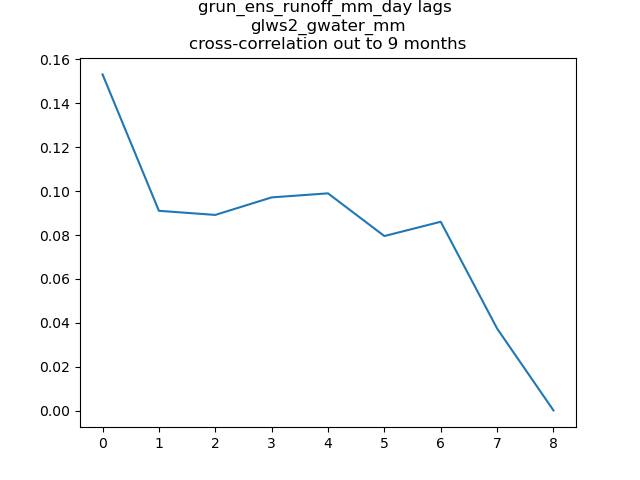 grun_ens_runoff_mm_day lags
glws2_gwater_mm
cross-correlation out to 9 months
0.16
0.14
0.12
0.10
0.08
0.06
0.04
0.02
0.00
0 1 2 3 4 5 6 7 8